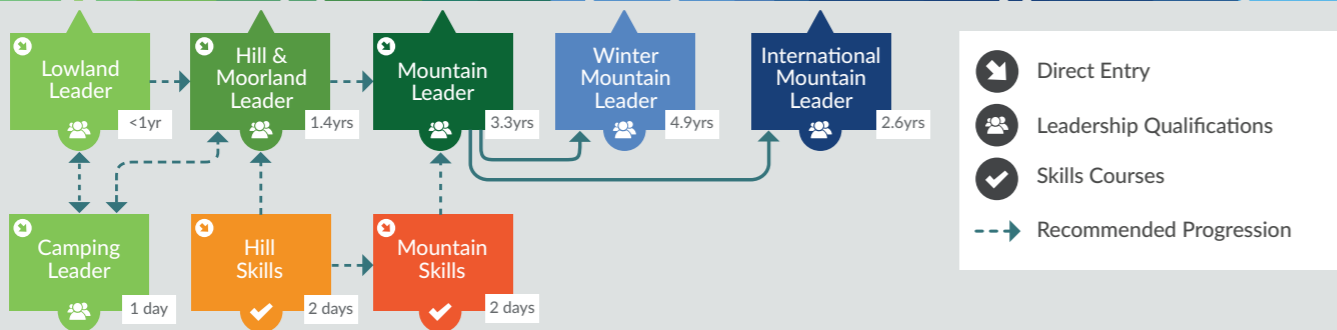 Lowland
Leader
<1yr
Hill &
Moorland
Leader
1.4yrs
Mountain
Leader
3.3yrs
Winter
Mountain
Leader
4.9yrs
International
Mountain
Leader
2.6yrs
Camping
Leader
1 day
Hill
Skills
2 days
Mountain
Skills
2 days
Direct Entry
Leadership Qualifications
Skills Courses
Recommended Progression